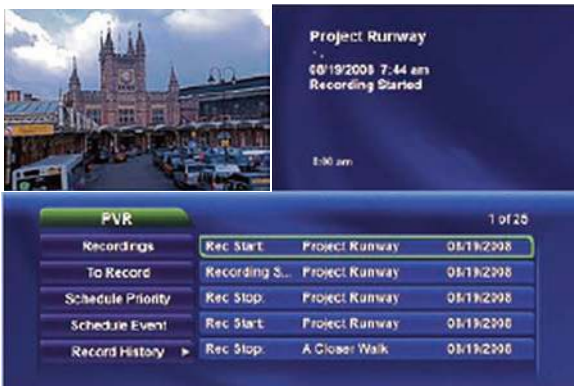 Project Runway
08/19/2008 7:44 am
Recording Started
8:00 am
PVR
1 of 25
Recordings
Rec Start: Project Runway 08/19/2008
To Record
Recording S... Project Runway 08/19/2008
Schedule Priority
Rec Stop: Project Runway 08/19/2008
Schedule Event
Rec Start: Project Runway 08/19/2008
Record History
Rec Stop: A Closer Walk 08/19/2008